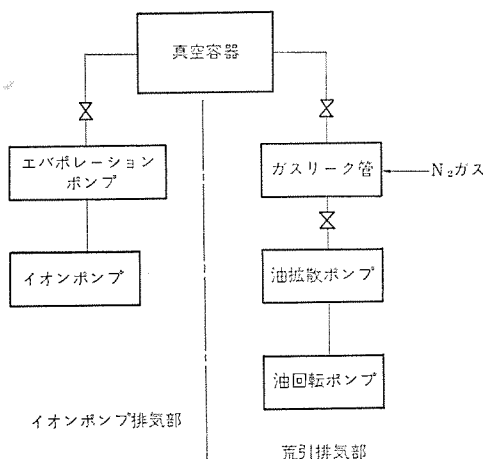 真空容器
エバポレーション
ポンプ
ガスリーク管
N₂ガス
イオンポンプ
油拡散ポンプ
油回転ポンプ
イオンポンプ排気部
荒引排気部